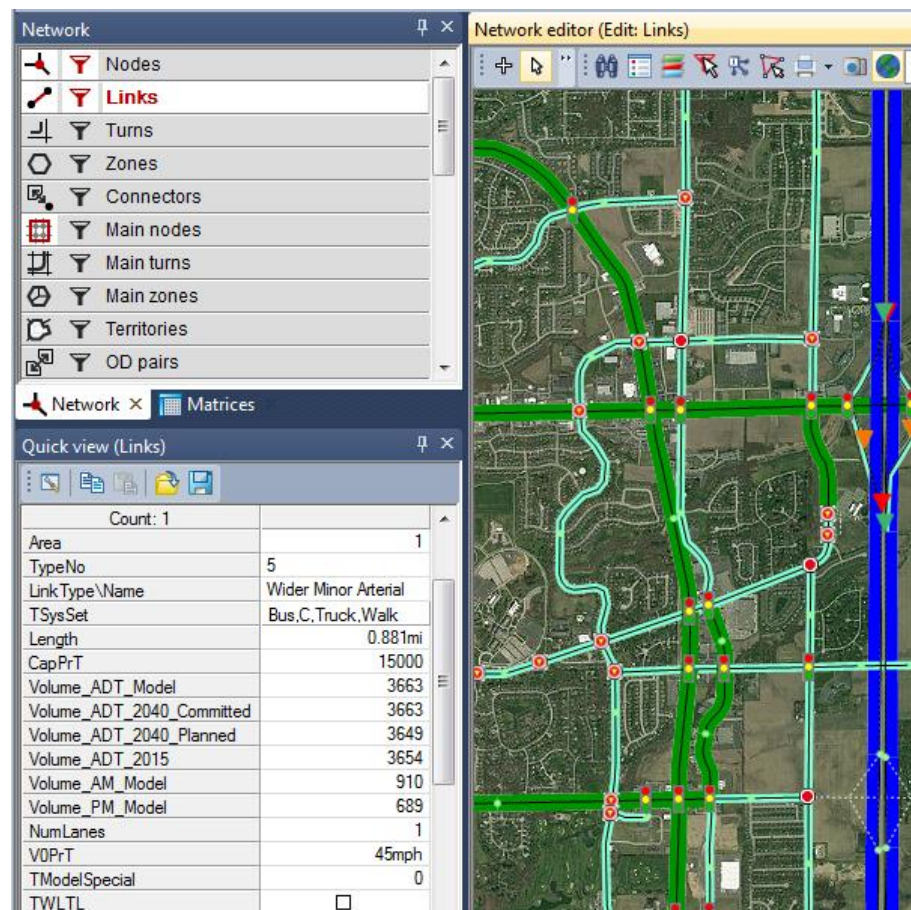 Network
Nodes
Links
Turns
Zones
Connectors
Main nodes
Main turns
Main zones
Territories
OD pairs
Network
Matrices
Quick view (Links)
Count: 1
Area 1
TypeNo 5
LinkType\Name Wider Minor Arterial
TSysSet Bus,C,Truck,Walk
Length 0.881mi
CapPrT 15000
Volume_ADT_Model 3663
Volume_ADT_2040_Committed 3663
Volume_ADT_2040_Planned 3649
Volume_ADT_2015 3654
Volume_AM_Model 910
Volume_PM_Model 689
NumLanes 1
V0PrT 45mph
TModelSpecial 0
TWLTL
Network editor (Edit: Links)